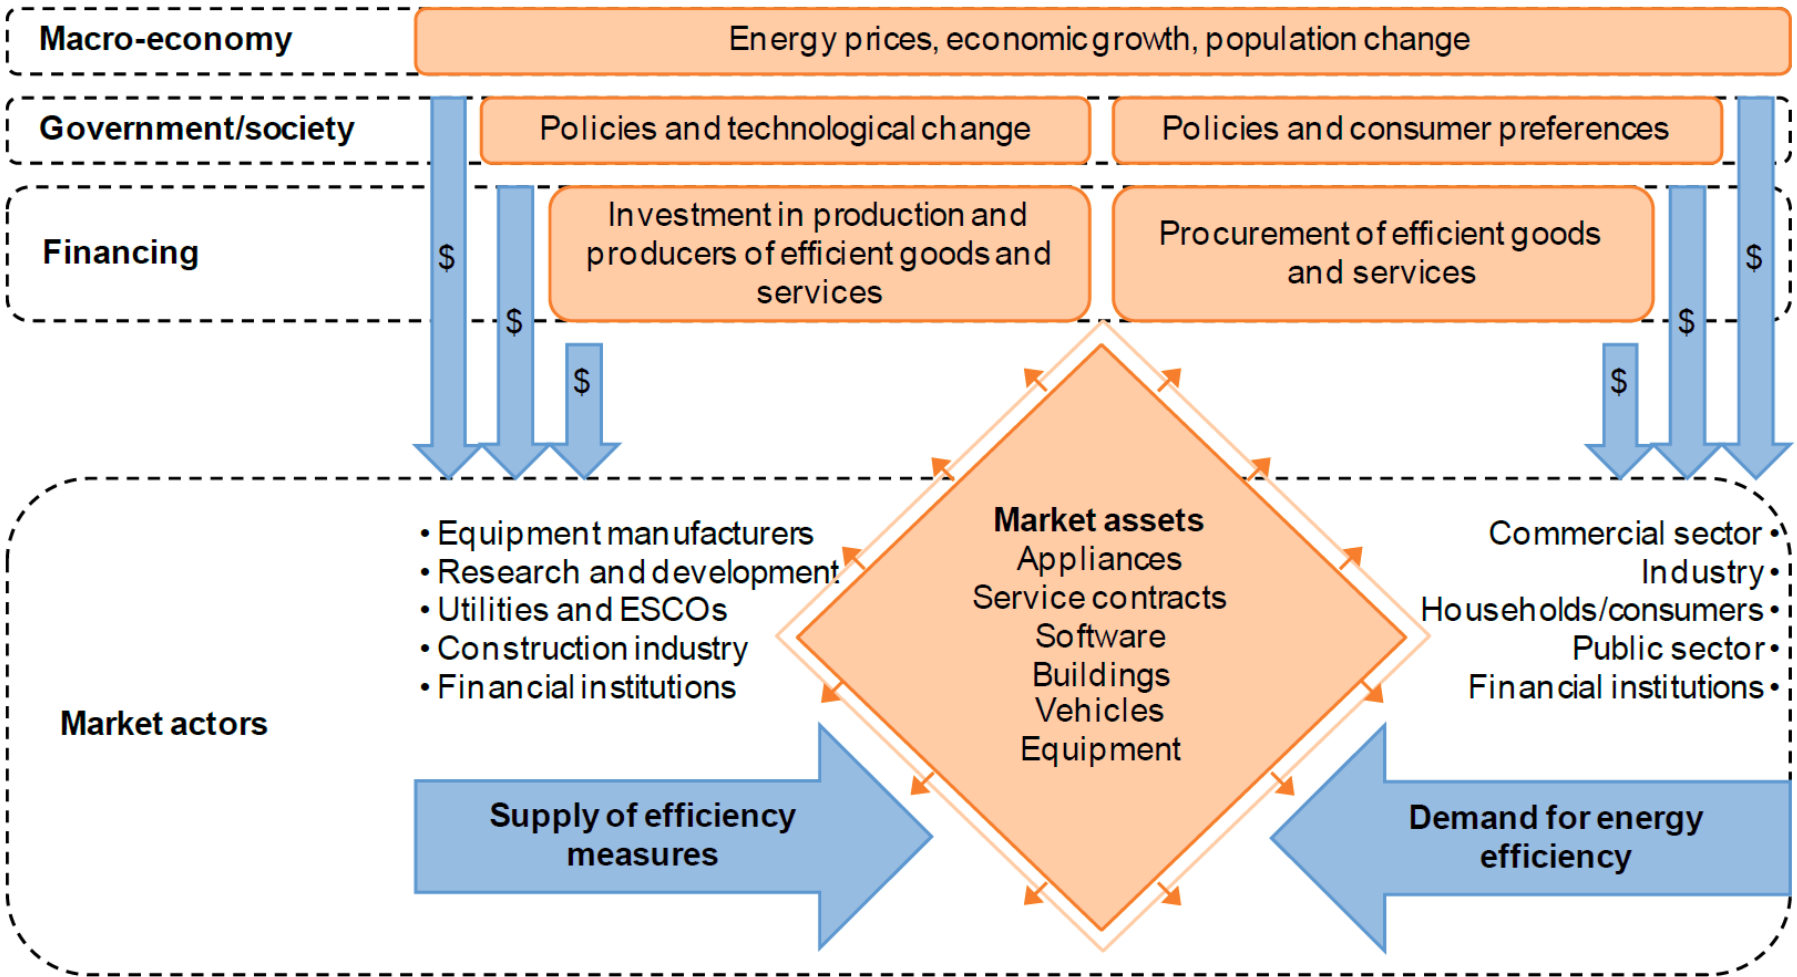 Macro-economy
Energy prices, economic growth, population change
Government/society
Policies and technological change
Policies and consumer preferences
Financing
Investment in production and
producers of efficient goods and
services
Procurement of efficient goods
and services
$
$
$
$
$
$
Market actors
• Equipment manufacturers
• Research and development
• Utilities and ESCOs
• Construction industry
• Financial institutions
Market assets
Appliances
Service contracts
Software
Buildings
Vehicles
Equipment
Commercial sector •
Industry •
Households/consumers •
Public sector •
Financial institutions •
Supply of efficiency
measures
Demand for energy
efficiency